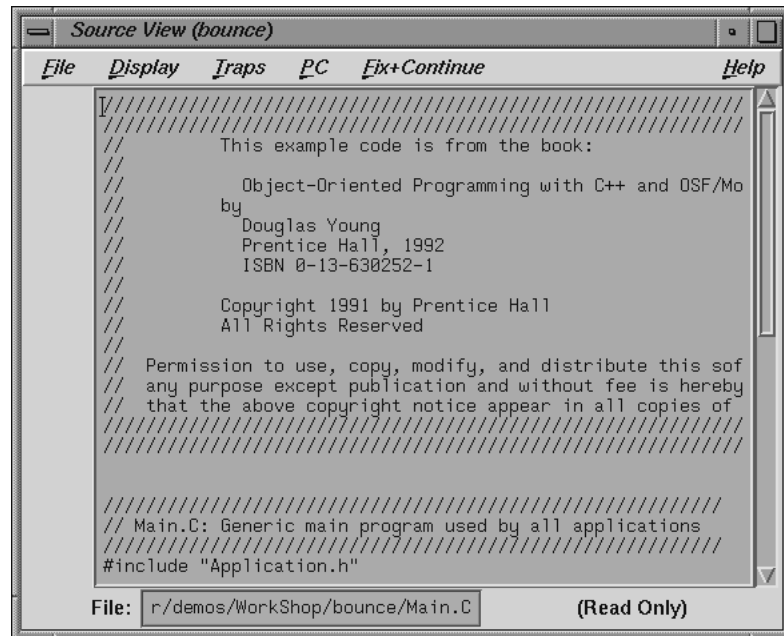 Source View (bounce)
File Display Traps PC Fix+Continue Help
//////////////////////////////////////////////////////////////
//////////////////////////////////////////////////////////////
// This example code is from the book:
//
// Object-Oriented Programming with C++ and OSF/Mo
// by
// Douglas Young
// Prentice Hall, 1992
// ISBN 0-13-630252-1
//
// Copyright 1991 by Prentice Hall
// All Rights Reserved
//
// Permission to use, copy, modify, and distribute this sof
// any purpose except publication and without fee is hereby
// that the above copyright notice appear in all copies of
//////////////////////////////////////////////////////////////
//////////////////////////////////////////////////////////////
////////////////////////////////////////////////////////////
// Main.C: Generic main program used by all applications
////////////////////////////////////////////////////////////
#include "Application.h"
File: r/demos/WorkShop/bounce/Main.C (Read Only)